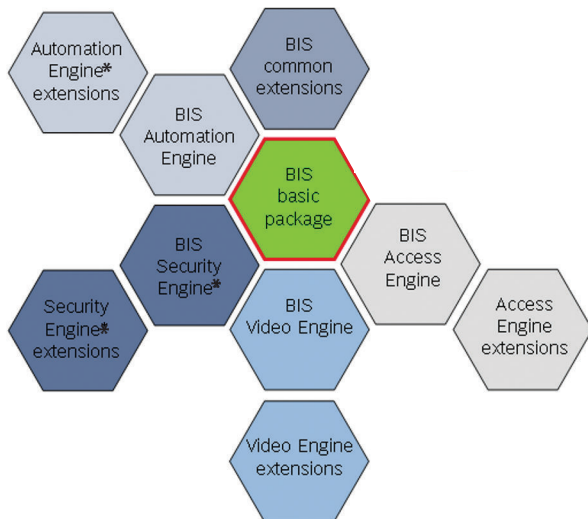 Automation
Engine*
extensions
BIS
common
extensions
BIS
Automation
Engine
BIS
basic
package
BIS
Security
Engine*
BIS
Access
Engine
Security
Engine*
extensions
BIS
Video Engine
Access
Engine
extensions
Video Engine
extensions